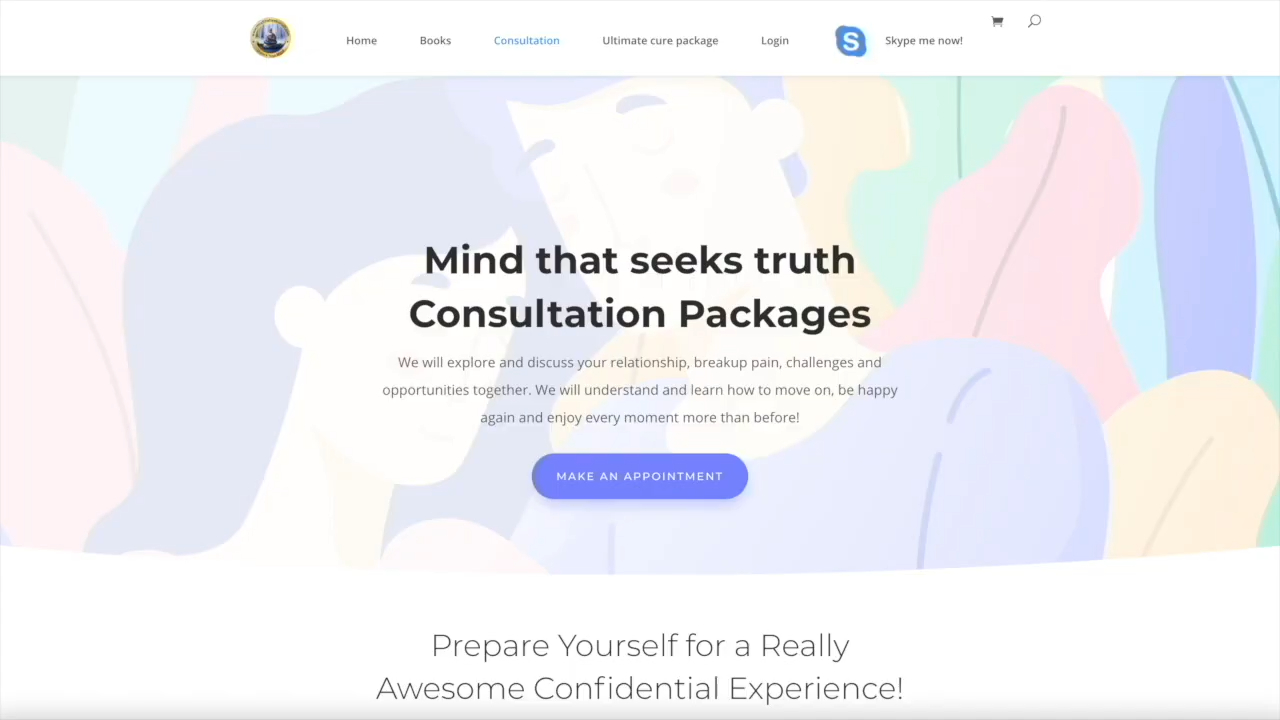 Home Books Consultation Ultimate cure package Login S Skype me now!
Mind that seeks truth
Consultation Packages
We will explore and discuss your relationship, breakup pain, challenges and
opportunities together. We will understand and learn how to move on, be happy
again and enjoy every moment more than before!
MAKE AN APPOINTMENT
Prepare Yourself for a Really
Awesome Confidential Experience!